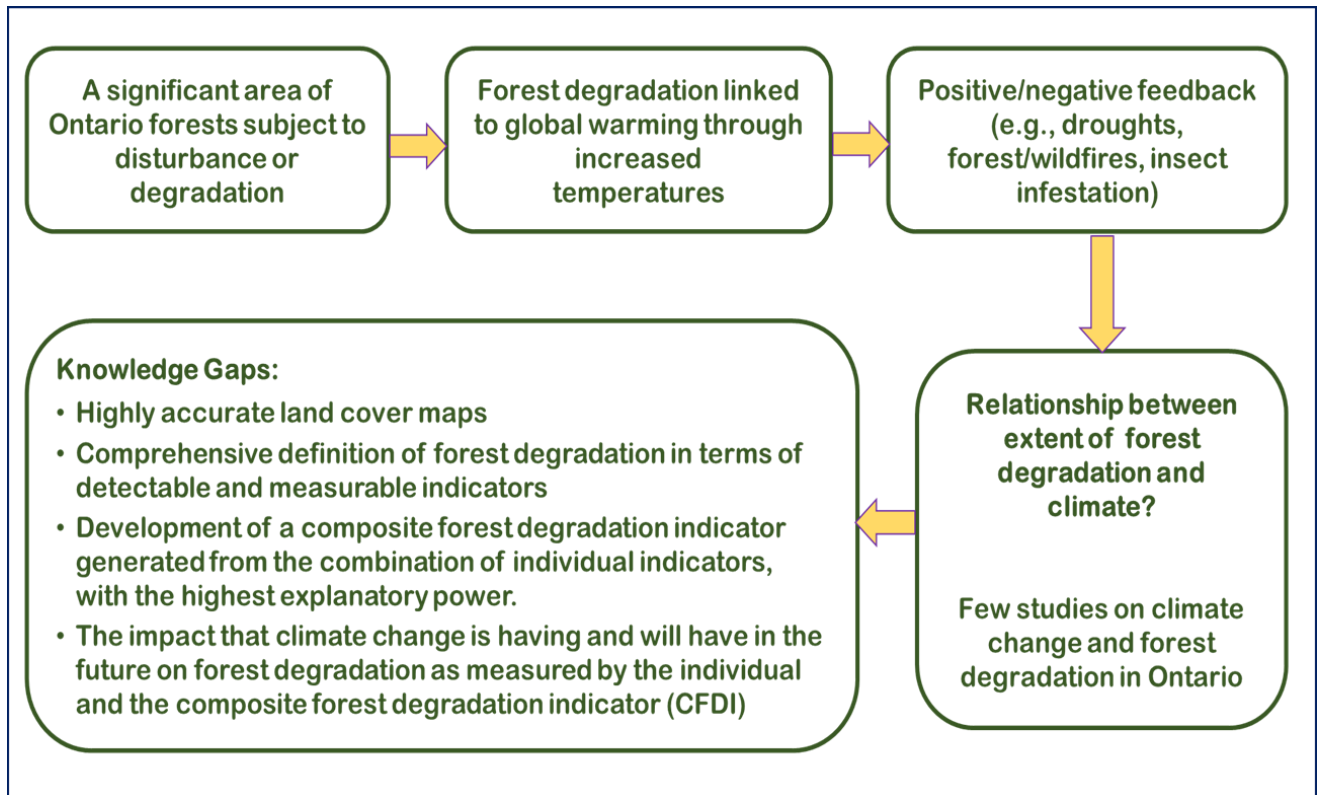 A significant area of
Ontario forests subject to
disturbance or
degradation
Forest degradation linked
to global warming through
increased
temperatures
Positive/negative feedback
(e.g., droughts,
forest/wildfires, insect
infestation)
Relationship between
extent of forest
degradation and
climate?
Few studies on climate
change and forest
degradation in Ontario
Knowledge Gaps:
• Highly accurate land cover maps
• Comprehensive definition of forest degradation in terms of
detectable and measurable indicators
• Development of a composite forest degradation indicator
generated from the combination of individual indicators,
with the highest explanatory power.
• The impact that climate change is having and will have in the
future on forest degradation as measured by the individual
and the composite forest degradation indicator (CFDI)